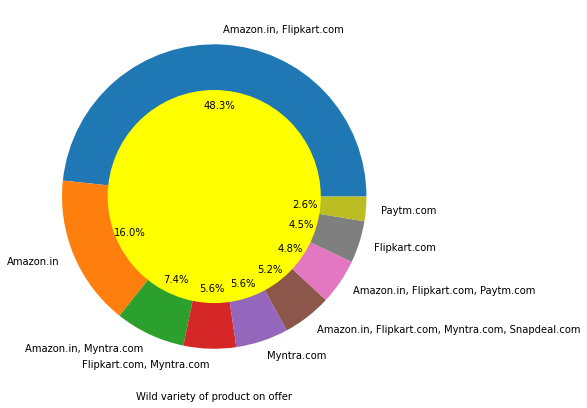 Amazon.in, Flipkart.com
48.3%
2.6%
Paytm.com
4.5%
16.0%
4.8%
Flipkart.com
Amazon.in
5.2%
7.4%
5.6%
5.6%
Amazon.in, Flipkart.com, Paytm.com
Amazon.in, Flipkart.com, Myntra.com, Snapdeal.com
Amazon.in, Myntra.com
Myntra.com
Flipkart.com, Myntra.com
Wild variety of product on offer